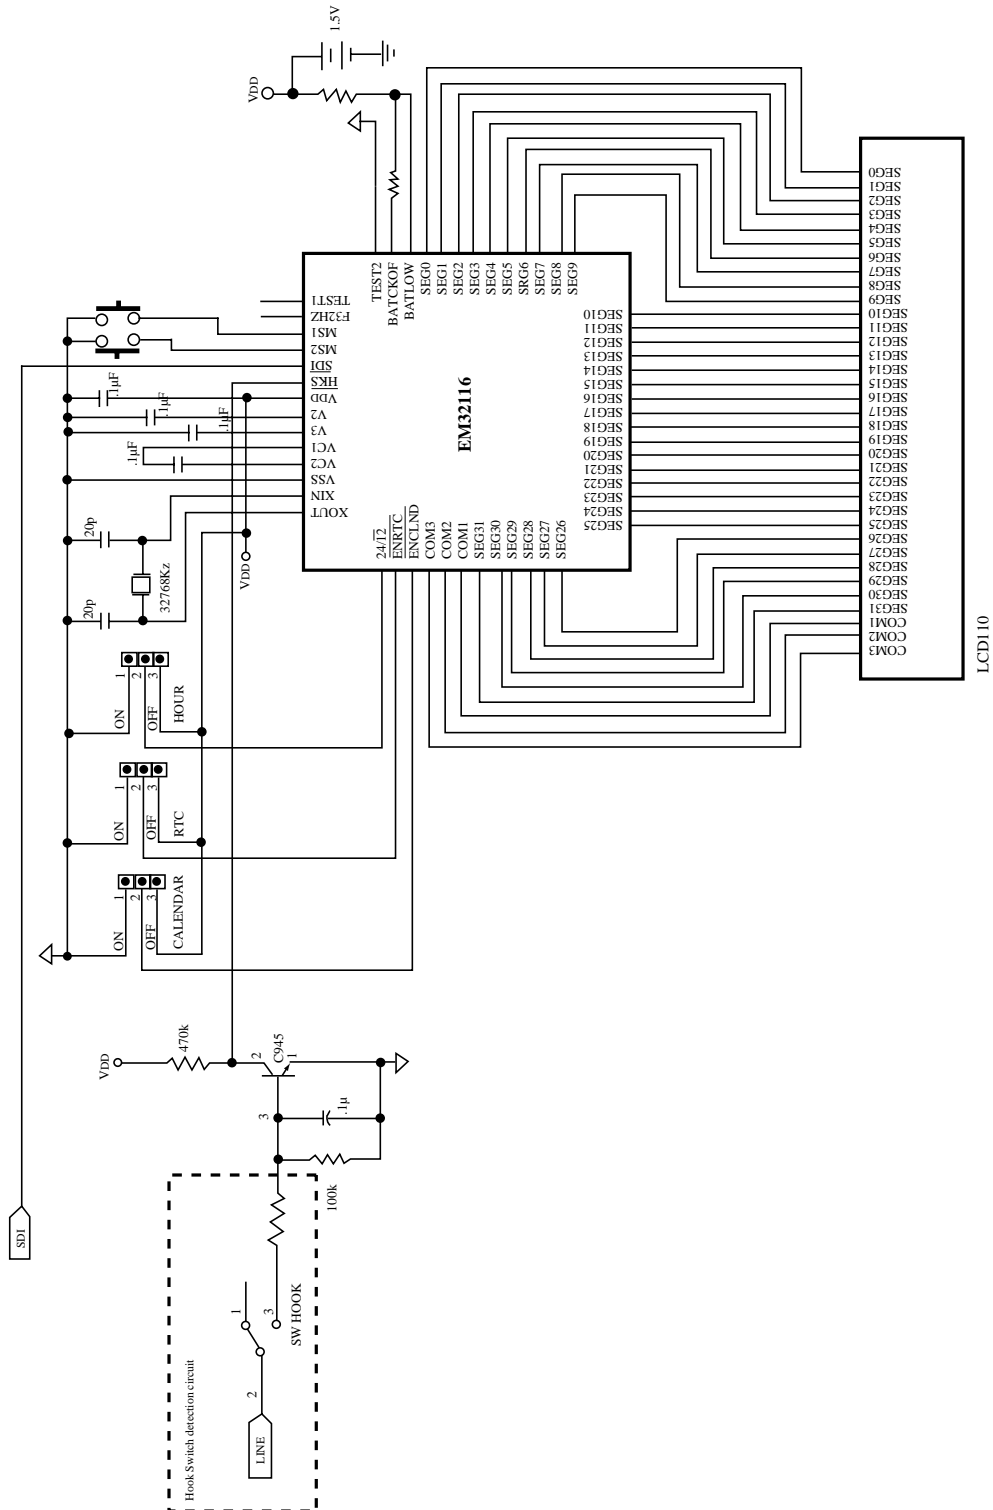 1.5V
VDD
TEST2
BATCKOF
BATLOW
SEG0
SEG1
SEG2
SEG3
SEG4
SEG5
SRG6
SEG7
SEG8
SEG9
TEST1
F32HZ
MS1
MS2
SDI
HKS
VDD
V2
V3
VC1
VC2
VSS
XIN
XOUT
EM32116
SEG10
SEG11
SEG12
SEG13
SEG14
SEG15
SEG16
SEG17
SEG18
SEG19
SEG20
SEG21
SEG22
SEG23
SEG24
SEG25
24/12
ENRTC
ENCLND
COM3
COM2
COM1
SEG31
SEG30
SEG29
SEG28
SEG27
SEG26
SEG0
SEG1
SEG2
SEG3
SEG4
SEG5
SEG6
SEG7
SEG8
SEG9
SEG10
SEG11
SEG12
SEG13
SEG14
SEG15
SEG16
SEG17
SEG18
SEG19
SEG20
SEG21
SEG22
SEG23
SEG24
SEG25
SEG26
SEG27
SEG28
SEG29
SEG30
SEG31
COM1
COM2
COM3
LCD110
.1µF
.1µF
.1µF
.1µF
20p
20p
32768Kz
VDD
1
2
3
ON
OFF
HOUR
1
2
3
ON
OFF
RTC
1
2
3
ON
OFF
CALENDAR
VDD
470k
2
C945
1
3
.1µ
100k
SDI
Hook Switch detection circuit
1
3
SW HOOK
2
LINE